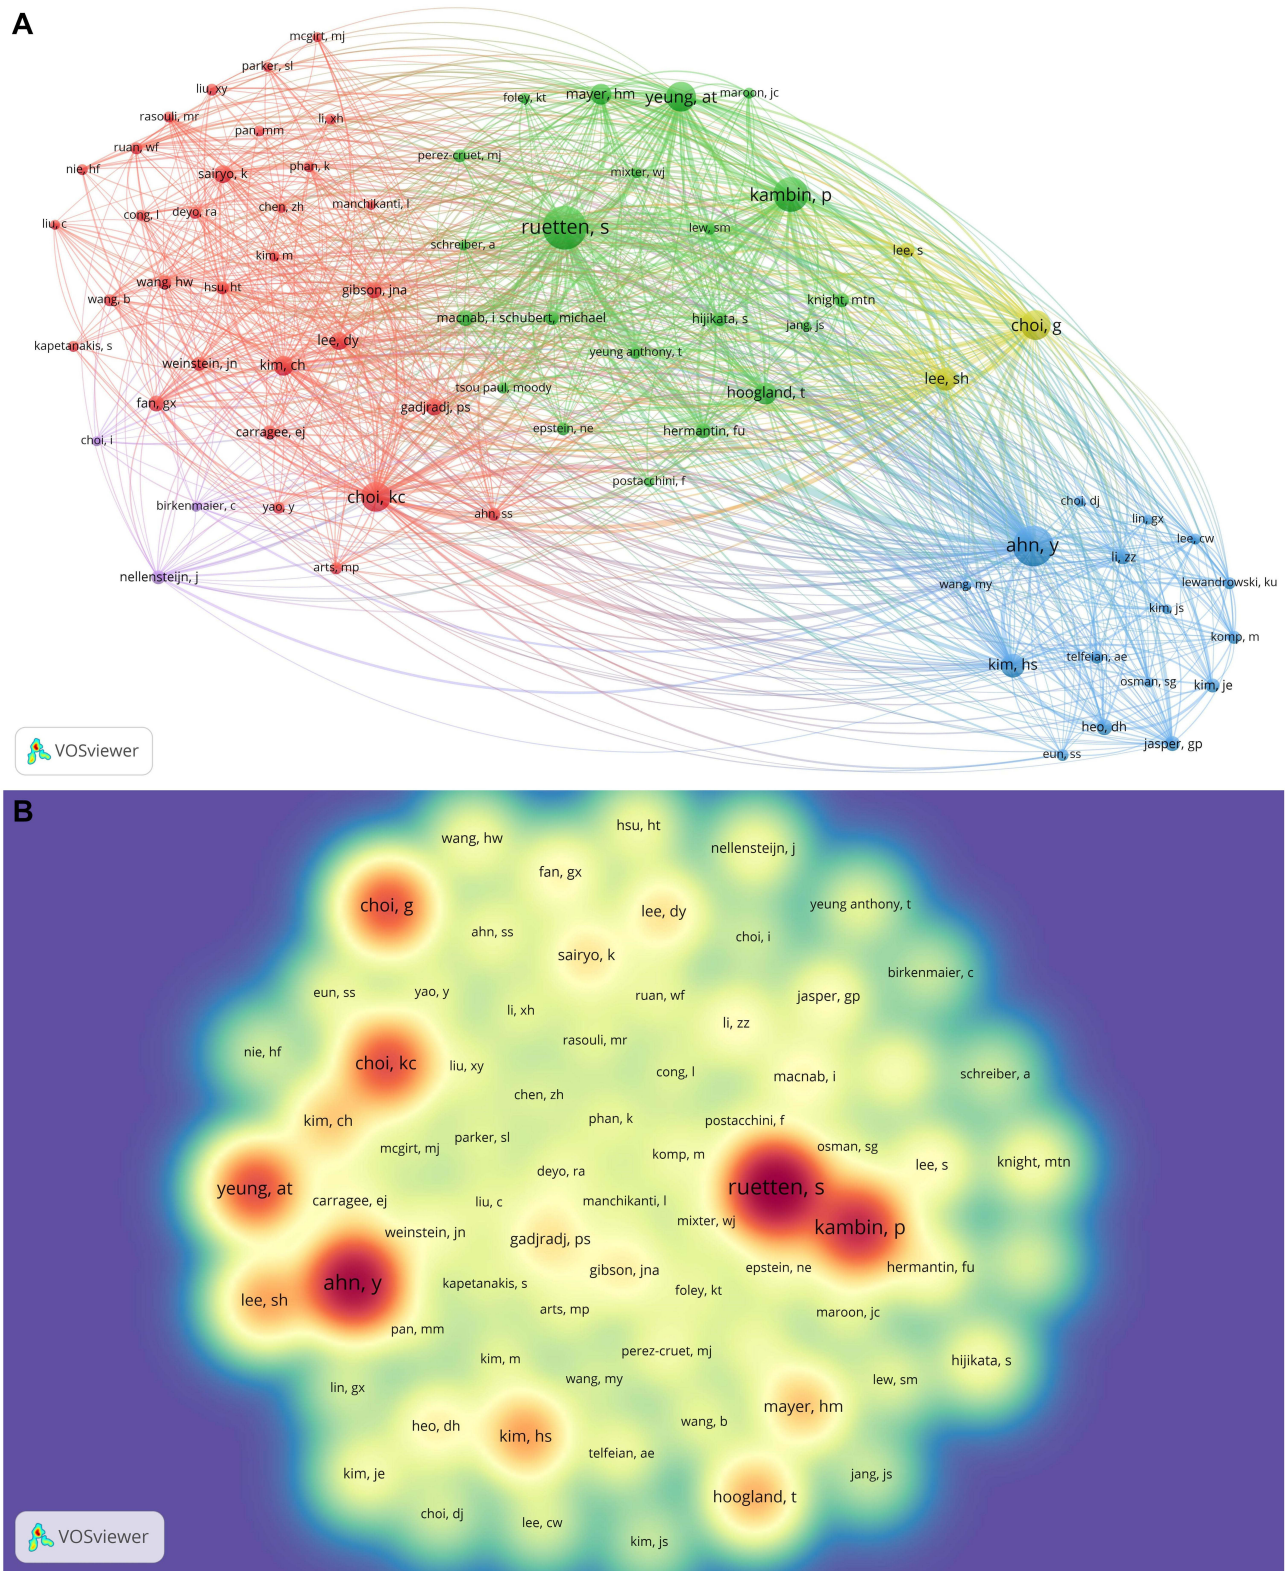 A
mcgirt, mj
parker, sl
liu, xy
foley, kt
mayer, hm
yeung, at
maroon, jc
rasouli, mr
pan, mm
li, xh
ruan, wf
perez-cruet, mj
nie, hf
sairyo, k
phan, k
mixter, wj
kambin, p
liu, c
cong, l
deyo, ra
chen, zh
manchikanti, l
ruetten, s
lew, sm
schreiber, a
lee, s
kim, m
wang, b
wang, hw
hsu, ht
gibson, jna
knight, mtn
macnab, i
schubert, michael
hijikata, s
jang, js
choi, g
kapetanakis, s
lee, dy
yeung anthony, t
weinstein, jn
kim, ch
tsou paul, moody
hoogland, t
lee, sh
fan, gx
gadjradj, ps
choi, i
carragee, ej
epstein, ne
hermantin, fu
postacchini, f
birkenmaier, c
yao, y
choi, kc
ahn, ss
choi, dj
lin, gx
lee, cw
nellensteijn, j
arts, mp
ahn, y
li, zz
wang, my
lewandrowski, ku
kim, js
komp, m
kim, hs
telfeian, ae
osman, sg
kim, je
heo, dh
jasper, gp
eun, ss
VOSviewer
B
wang, hw
hsu, ht
nellensteijn, j
fan, gx
choi, g
lee, dy
yeung anthony, t
ahn, ss
choi, i
sairyo, k
birkenmaier, c
eun, ss
yao, y
li, xh
ruan, wf
jasper, gp
li, zz
nie, hf
rasouli, mr
choi, kc
liu, xy
cong, l
macnab, i
schreiber, a
chen, zh
kim, ch
phan, k
postacchini, f
mcgirt, mj
parker, sl
komp, m
osman, sg
lee, s
knight, mtn
yeung, at
deyo, ra
ruetten, s
carragee, ej
liu, c
manchikanti, l
mixter, wj
kambin, p
weinstein, jn
gadjradj, ps
ahn, y
kapetanakis, s
gibson, jna
epstein, ne
hermantin, fu
lee, sh
arts, mp
foley, kt
maroon, jc
pan, mm
kim, m
perez-cruet, mj
hijikata, s
lin, gx
wang, my
lew, sm
heo, dh
kim, hs
wang, b
mayer, hm
telfeian, ae
kim, je
hoogland, t
jang, js
choi, dj
lee, cw
kim, js
VOSviewer